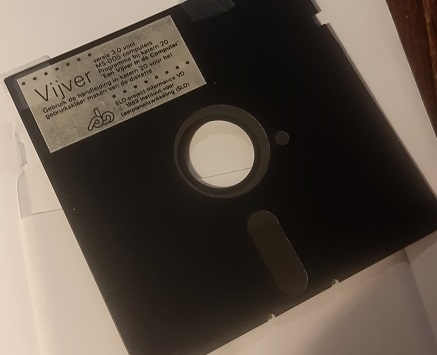 Vijver
versie 3.0 voor
MS-DOS computers
Programma bij katern 20
"Een Vijver in de Computer"
Gebruik de handleiding in katern 20 voor het
gebruiksklaar maken van de diskette
SLO-project Informatica VO
1988 Instituut voor
Leerplanontwikkeling (SLO)
slo